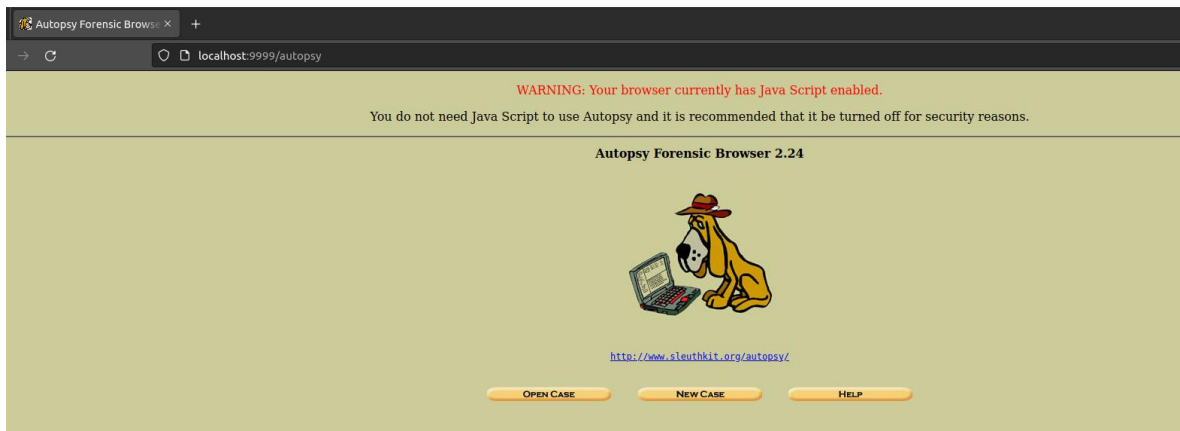 Autopsy Forensic Browse
localhost:9999/autopsy
WARNING: Your browser currently has Java Script enabled.
You do not need Java Script to use Autopsy and it is recommended that it be turned off for security reasons.
Autopsy Forensic Browser 2.24
http://www.sleuthkit.org/autopsy/
OPEN CASE NEW CASE HELP